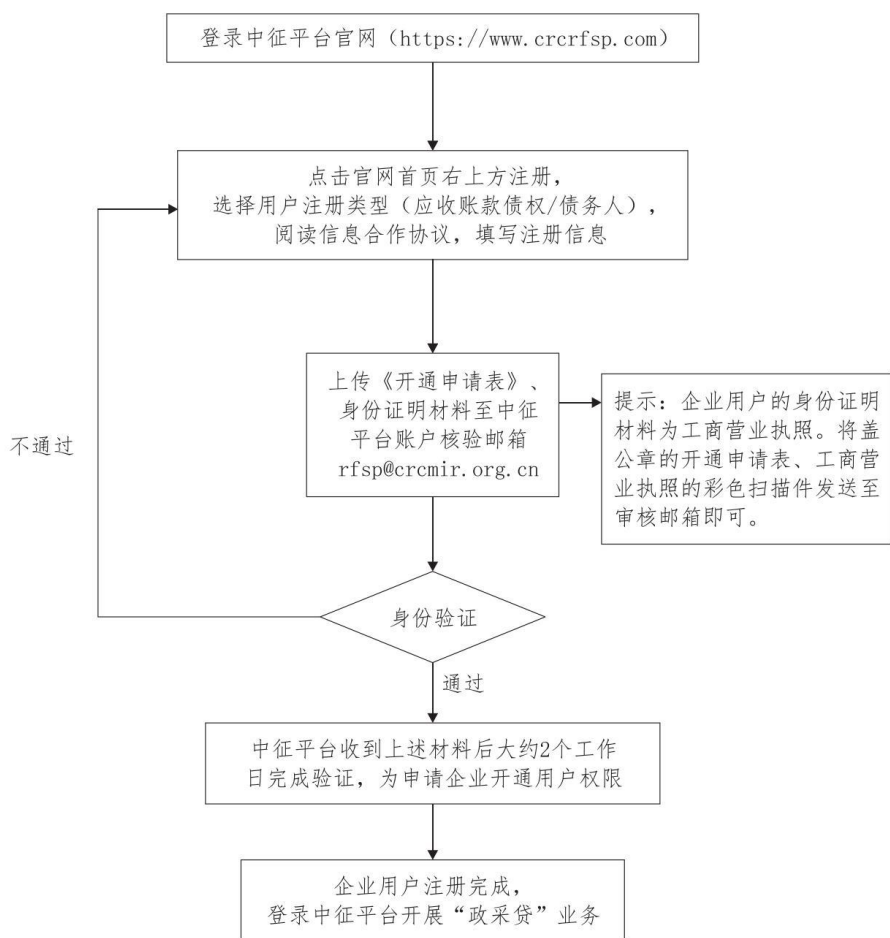 登录中征平台官网（https://www.crcrfsp.com）
点击官网首页右上方注册，
选择用户注册类型（应收账款债权/债务人），
阅读信息合作协议，填写注册信息
上传《开通申请表》、
身份证明材料至中征
平台账户核验邮箱
rfsp@crcmir.org.cn
提示：企业用户的身份证明
材料为工商营业执照。将盖
公章的开通申请表、工商营
业执照的彩色扫描件发送至
审核邮箱即可。
不通过
身份验证
通过
中征平台收到上述材料后大约2个工作
日完成验证，为申请企业开通用户权限
企业用户注册完成，
登录中征平台开展“政采贷”业务